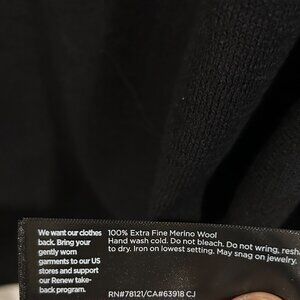 We want our clothes
back. Bring your
gently worn
garments to our US
stores and support
our Renew take-
back program.
100% Extra Fine Merino Wool
Hand wash cold. Do not bleach. Do not wring, resh
to dry. Iron on lowest setting. May snag on jewelry.
RN#78121/CA#63918 CJ